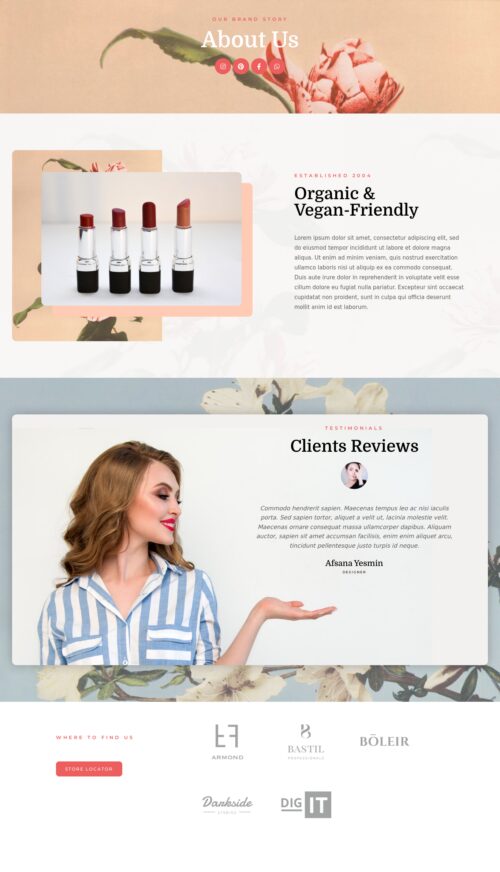 OUR BRAND STORY
About Us
ESTABLISHED 2004
Organic &
Vegan-Friendly
Lorem ipsum dolor sit amet, consectetur adipiscing elit, sed
do eiusmod tempor incididunt ut labore et dolore magna
aliqua. Ut enim ad minim veniam, quis nostrud exercitation
ullamco laboris nisi ut aliquip ex ea commodo consequat.
Duis aute irure dolor in reprehenderit in voluptate velit esse
cillum dolore eu fugiat nulla pariatur. Excepteur sint occaecat
cupidatat non proident, sunt in culpa qui officia deserunt
mollit anim id est laborum.
TESTIMONIALS
Clients Reviews
Commodo hendrerit sapien. Maecenas tempus leo ac nisi iaculis
porta. Sed sapien tortor, aliquet a velit ut, lacinia molestie velit.
Maecenas ornare consequat massa ullamcorper dapibus. Aliquam
auctor, sapien sit amet accumsan facilisis, enim enim aliquet arcu,
tincidunt pellentesque justo turpis id neque.
Afsana Yesmin
DESIGNER
WHERE TO FIND US
STORE LOCATOR
ARMOND
BASTIL
PROFESSIONALS
BŌLEIR
Darkside
STUDIOS
DIG IT